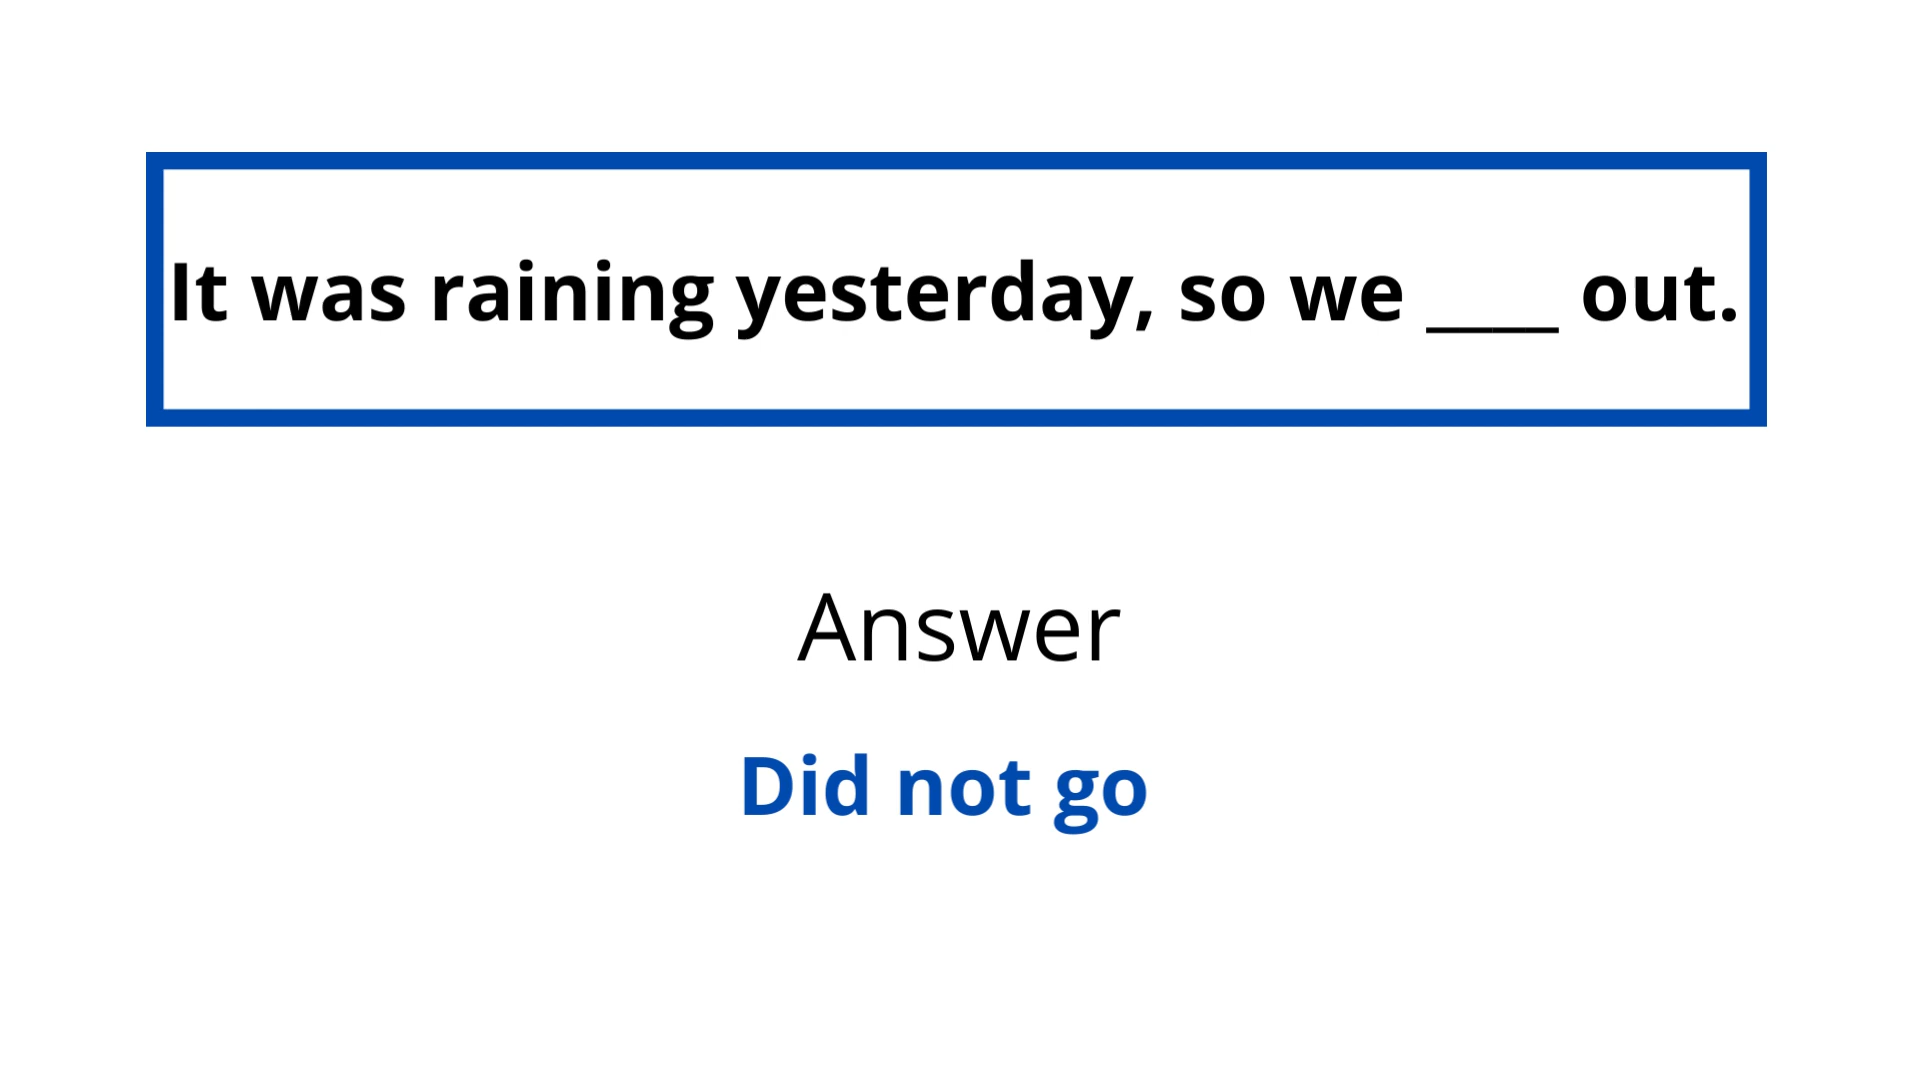 It was raining yesterday, so we ____ out.
Answer
Did not go